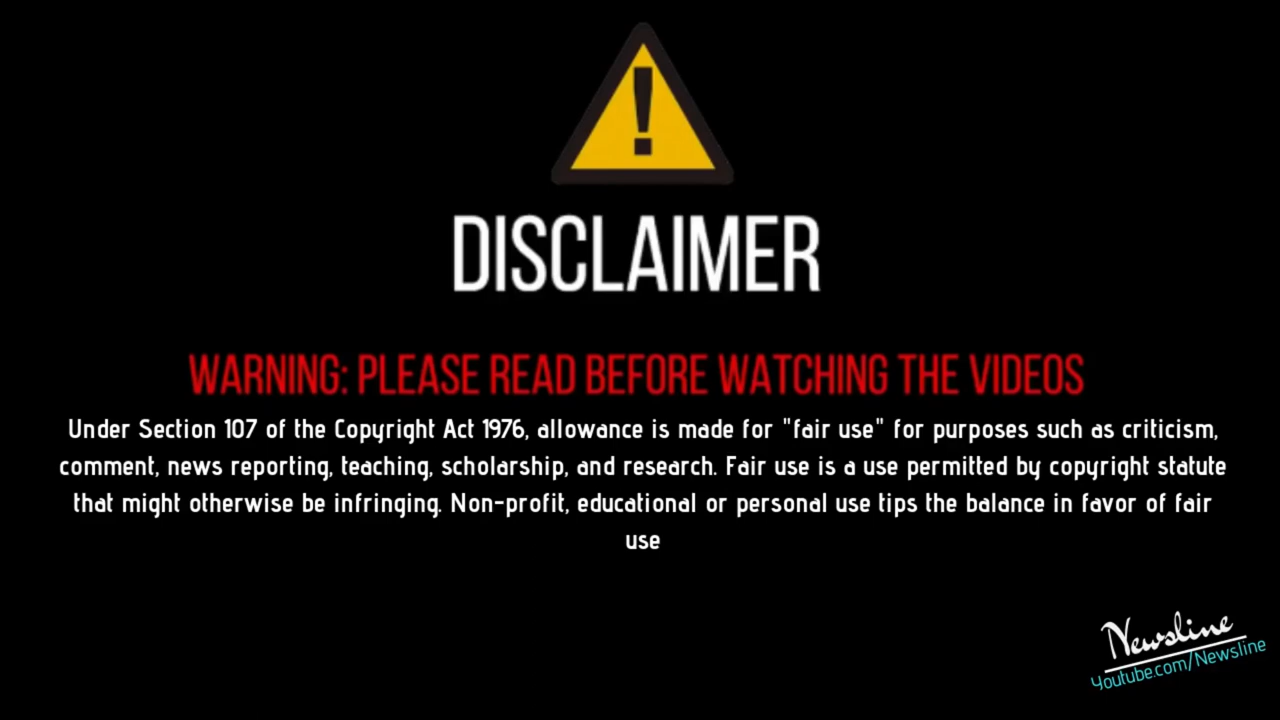 !
DISCLAIMER
WARNING: PLEASE READ BEFORE WATCHING THE VIDEOS
Under Section 107 of the Copyright Act 1976, allowance is made for "fair use" for purposes such as criticism,
comment, news reporting, teaching, scholarship, and research. Fair use is a use permitted by copyright statute
that might otherwise be infringing. Non-profit, educational or personal use tips the balance in favor of fair
use
Newsline
Youtube.com/Newsline